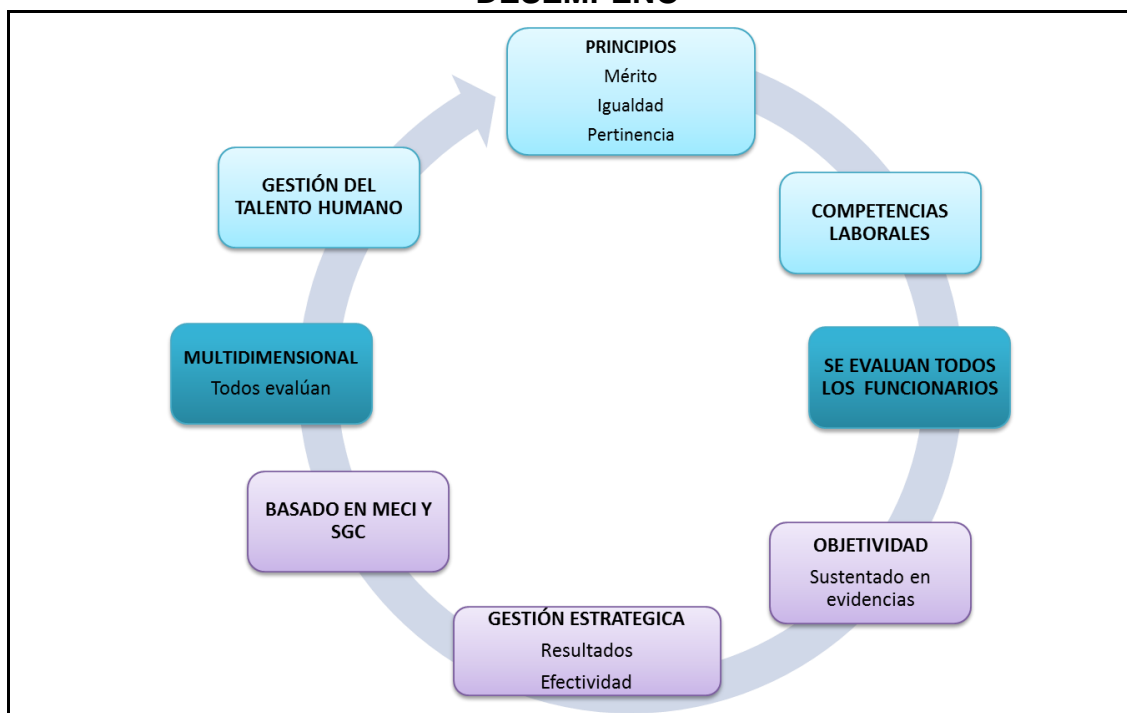 DESEMPEÑO
PRINCIPIOS
Mérito
Igualdad
Pertinencia
COMPETENCIAS
LABORALES
SE EVALUAN TODOS
LOS FUNCIONARIOS
OBJETIVIDAD
Sustentado en
evidencias
GESTIÓN ESTRATEGICA
Resultados
Efectividad
BASADO EN MECI Y
SGC
MULTIDIMENSIONAL
Todos evalúan
GESTIÓN DEL
TALENTO HUMANO